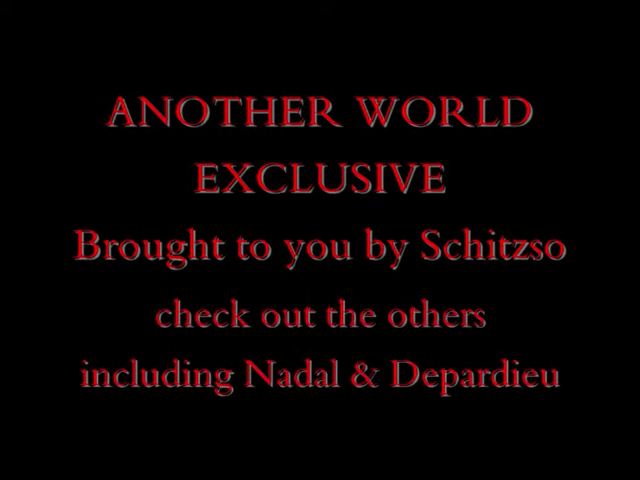 ANOTHER WORLD
EXCLUSIVE
Brought to you by Schitzso
check out the others
including Nadal & Depardieu